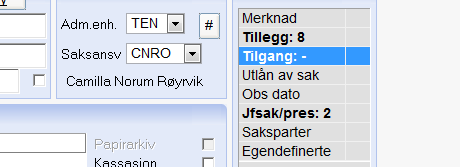 Adm.enh. TEN #
Saksansv CNRO
Camilla Norum Røyrvik
Papirarkiv
Kassasjon
Merknad
Tillegg: 8
Tilgang: -
Utlån av sak
Obs dato
Jfsak/pres: 2
Saksparter
Egendefinerte